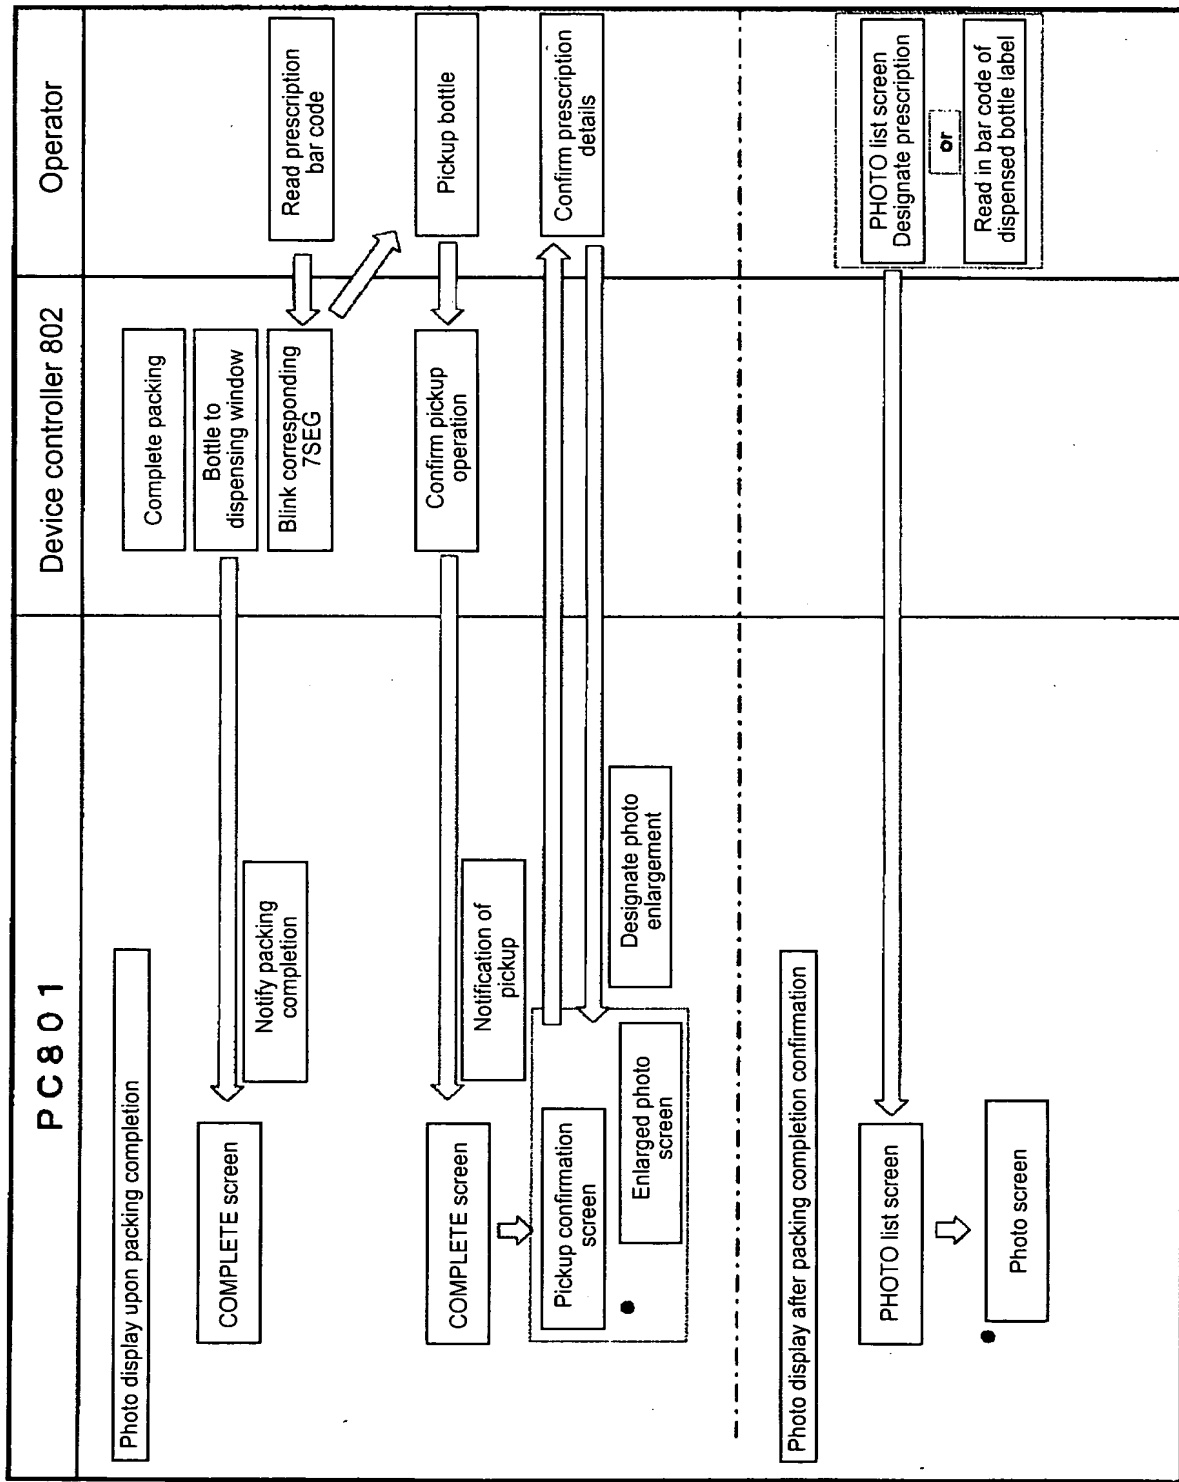 PC801
Device controller 802
Operator
Photo display upon packing completion
Complete packing
Bottle to
dispensing window
Blink corresponding
7SEG
Read prescription
bar code
COMPLETE screen
Notify packing
completion
Pickup bottle
Confirm pickup
operation
COMPLETE screen
Notification of
pickup
Pickup confirmation
screen
Confirm prescription
details
Enlarged photo
screen
Designate photo
enlargement
Photo display after packing completion confirmation
PHOTO list screen
Designate prescription
or
Read in bar code of
dispensed bottle label
PHOTO list screen
Photo screen